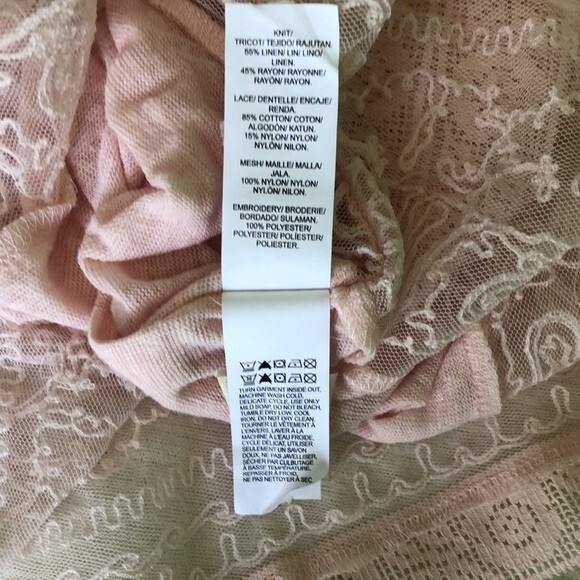 KNIT/
TRICOT/ TEJIDO/ RAJUTAN.
55% LINEN/ LIN/ LINO/
LINEN.
45% RAYON/ RAYONNE/
RAYÓN/ RAYON.
LACE/ DENTELLE/ ENCAJE/
RENDA.
85% COTTON/ COTON/
ALGODÓN/ KATUN.
15% NYLON/ NYLON/
NYLÓN/ NILON.
MESH/ MAILLE/ MALLA/
JALA.
100% NYLON/ NYLON/
NYLÓN/ NILON.
EMBROIDERY/ BRODERIE/
BORDADO/ SULAMAN.
100% POLYESTER/
POLYESTER/ POLÍESTER/
POLIESTER.
TURN GARMENT INSIDE OUT,
MACHINE WASH COLD,
DELICATE CYCLE, USE ONLY
MILD SOAP, DO NOT BLEACH,
TUMBLE DRY LOW, COOL
IRON, DO NOT DRY CLEAN.
TOURNER LE VÊTEMENT À
L'ENVERS, LAVER À LA
MACHINE À L'EAU FROIDE,
CYCLE DÉLICAT, UTILISER
SEULEMENT UN SAVON
DOUX, NE PAS JAVELLISER,
SÉCHER PAR CULBUTAGE
À BASSE TEMPÉRATURE,
REPASSER À FROID,
NE PAS NETTOYER À SEC.